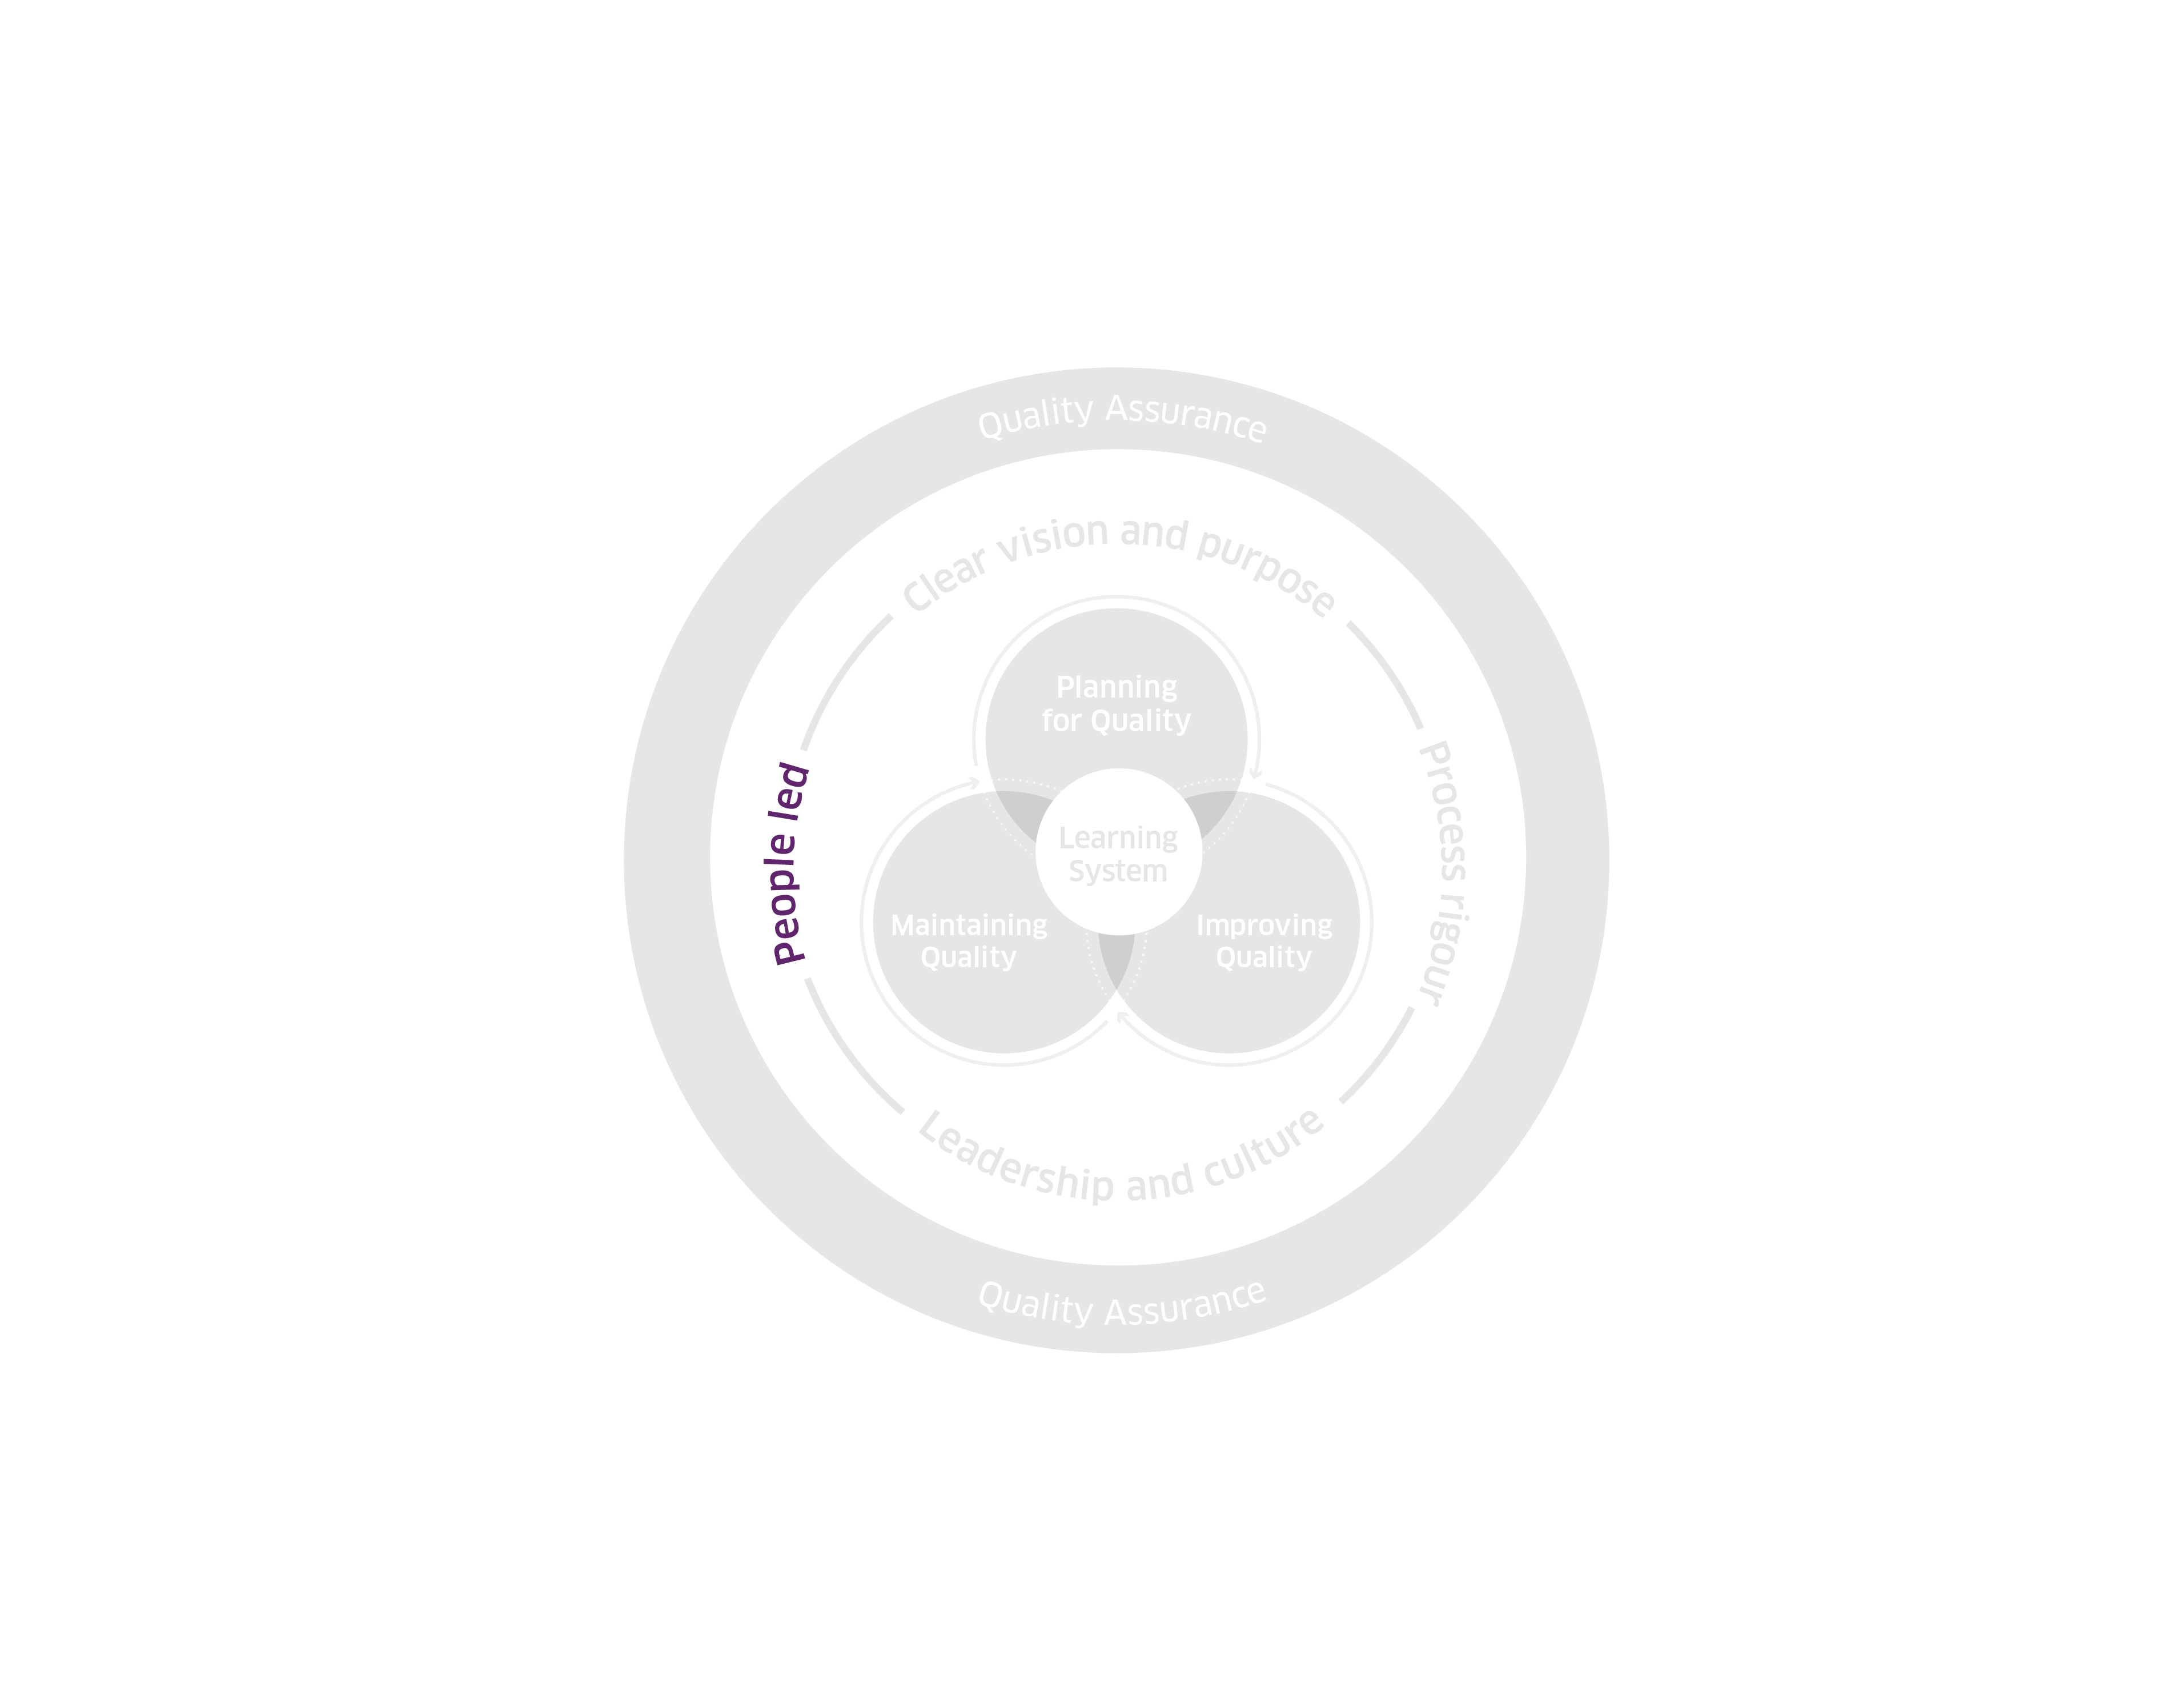 Quality Assurance
Clear vision and purpose
Planning
for Quality
People led
Process rigour
Learning
System
Maintaining
Quality
Improving
Quality
Leadership and culture
Quality Assurance